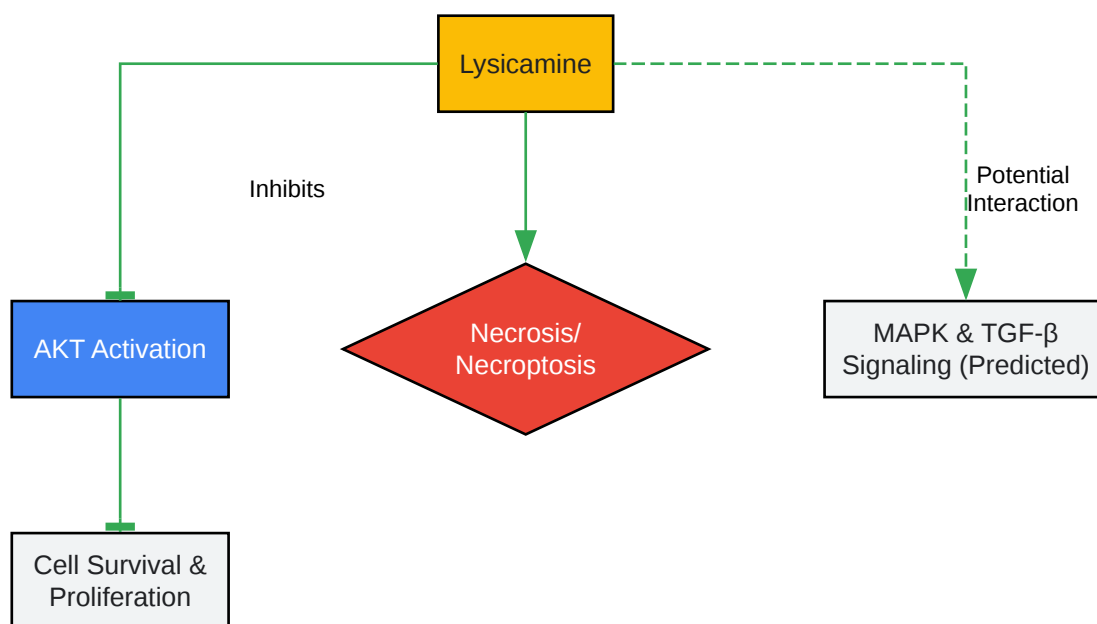 Lysicamine
Inhibits
Potential
Interaction
AKT Activation
Necrosis/
Necroptosis
MAPK & TGF-β
Signaling (Predicted)
Cell Survival &
Proliferation